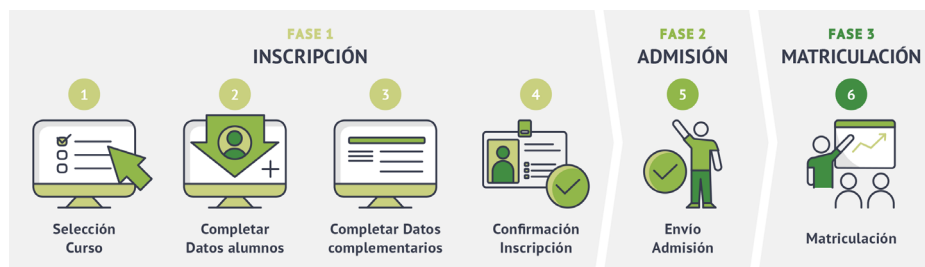 FASE 1
INSCRIPCIÓN
1
2
3
4
Selección
Curso
Completar
Datos alumnos
Completar Datos
complementarios
Confirmación
Inscripción
FASE 2
ADMISIÓN
5
Envío
Admisión
FASE 3
MATRICULACIÓN
6
Matriculación